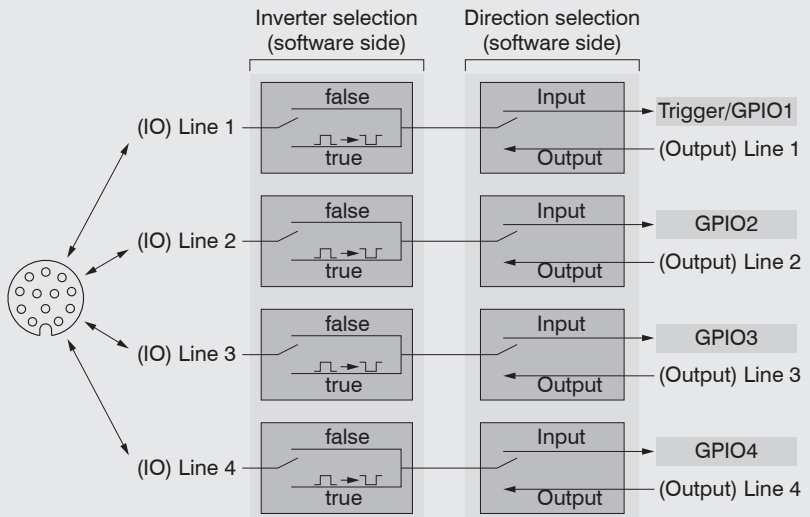 Inverter selection
(software side)
Direction selection
(software side)
(IO) Line 1
false
true
Input
Output
Trigger/GPIO1
(Output) Line 1
(IO) Line 2
false
true
Input
Output
GPIO2
(Output) Line 2
(IO) Line 3
false
true
Input
Output
GPIO3
(Output) Line 3
(IO) Line 4
false
true
Input
Output
GPIO4
(Output) Line 4